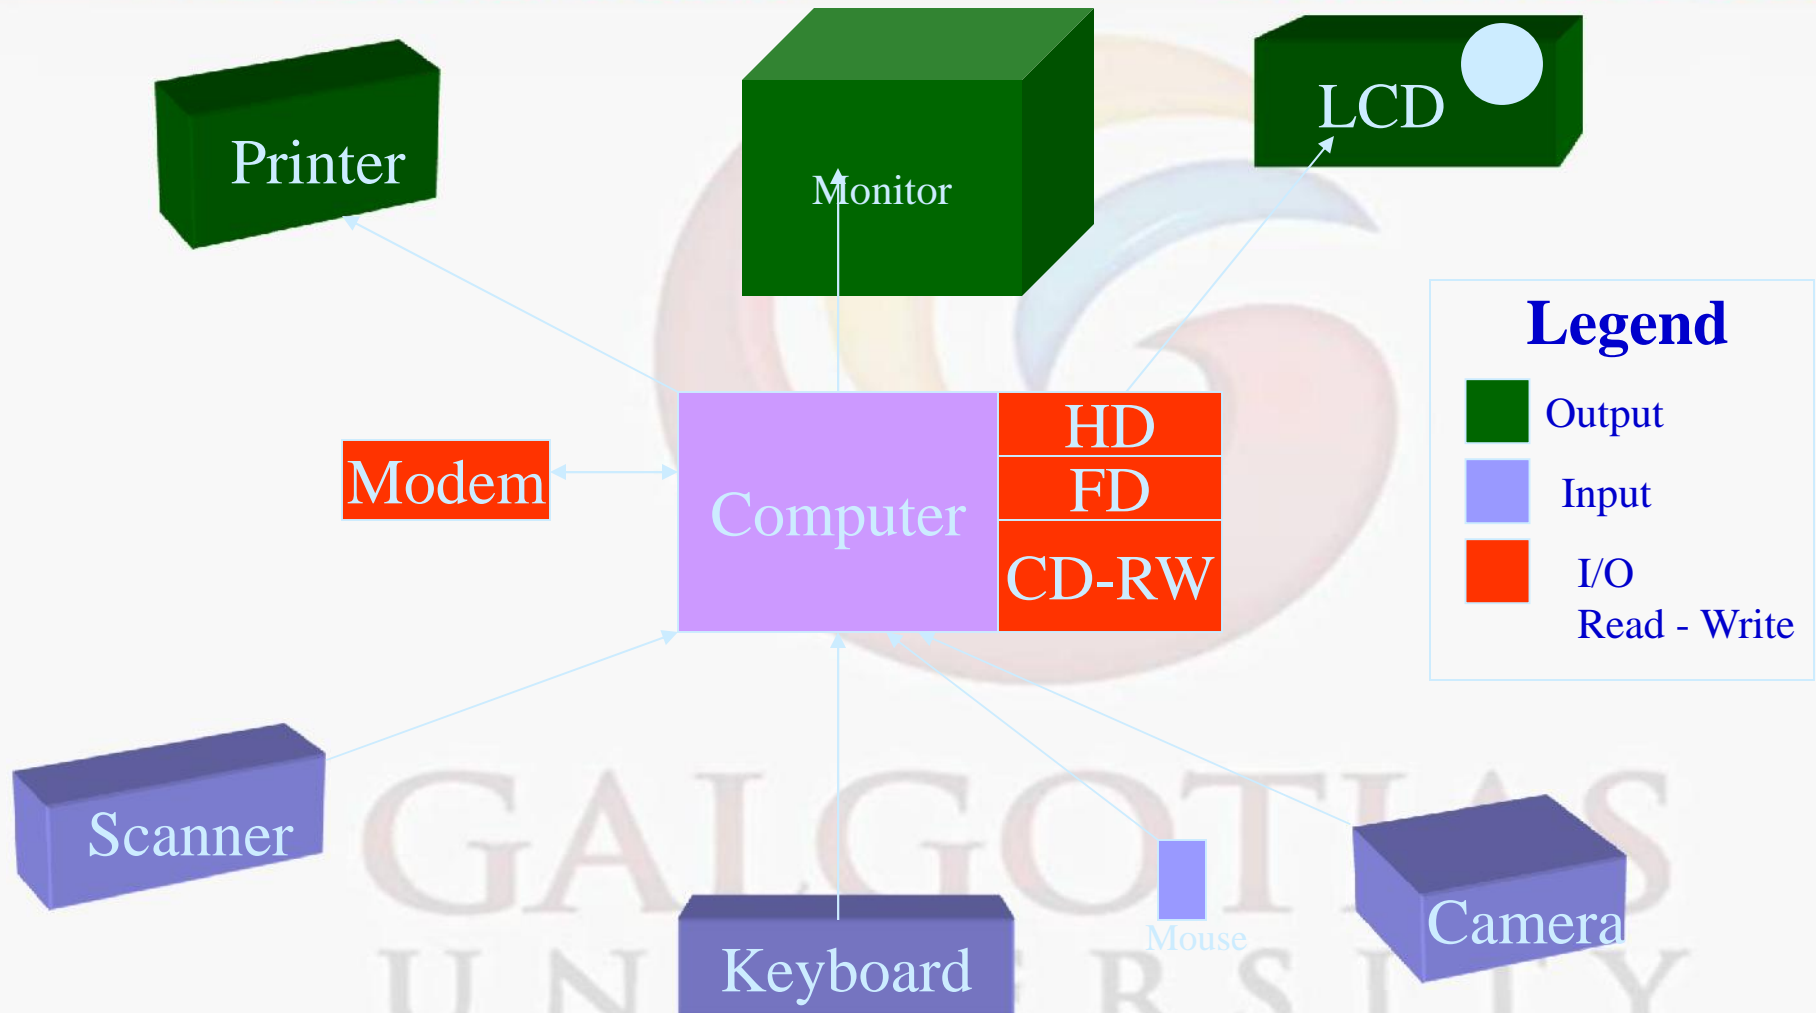 Printer
Monitor
LCD
Legend
Output
Input
I/O
Read - Write
Modem
Computer
HD
FD
CD-RW
Scanner
Keyboard
Mouse
Camera
GALGOTIAS
UNIVERSITY